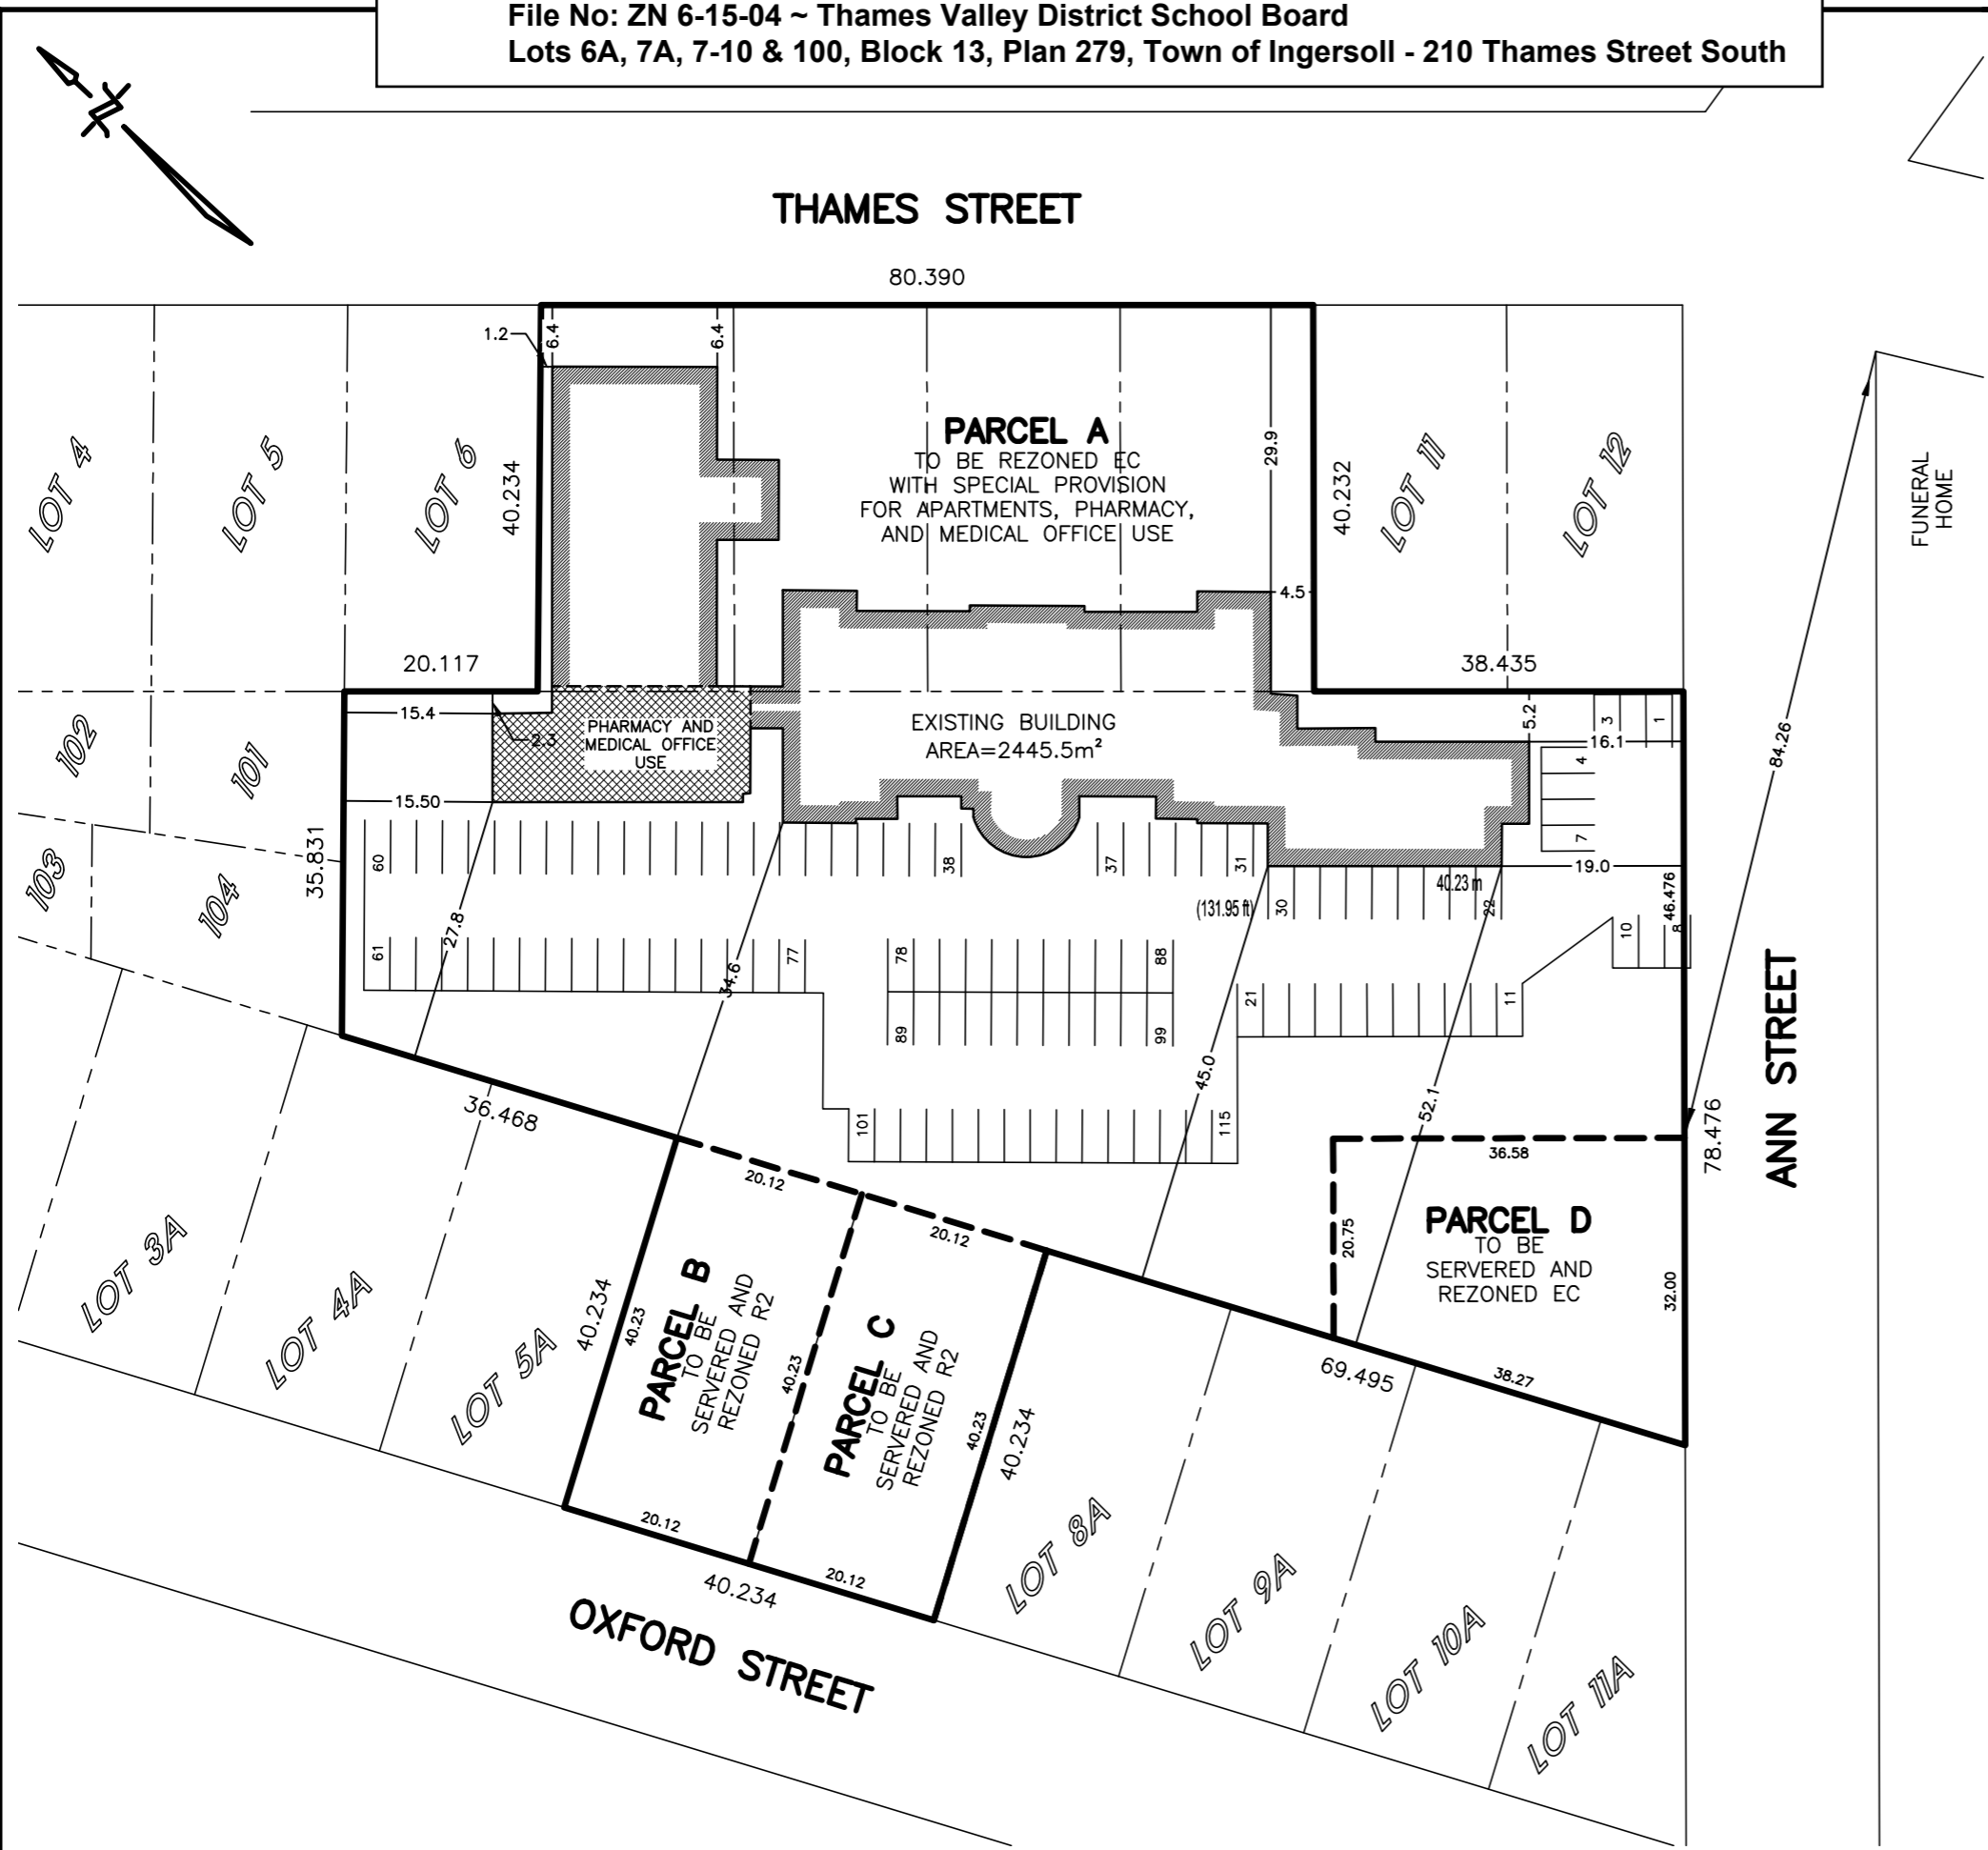 File No: ZN 6-15-04 ~ Thames Valley District School Board
Lots 6A, 7A, 7-10 & 100, Block 13, Plan 279, Town of Ingersoll - 210 Thames Street South
THAMES STREET
80.390
1.2
6.4
6.4
LOT 4
LOT 5
LOT 6
40.234
PARCEL A
TO BE REZONED EC
WITH SPECIAL PROVISION
FOR APARTMENTS, PHARMACY,
AND MEDICAL OFFICE USE
29.9
40.232
LOT 11
LOT 12
FUNERAL
HOME
4.5
20.117
38.435
15.4
2.3
PHARMACY AND
MEDICAL OFFICE
USE
EXISTING BUILDING
AREA=2445.5m²
5.2
3
1
16.1
4
7
84.26
102
101
15.50
103
104
35.831
60
38
37
31
19.0
40.23 m
(131.95 ft)
30
22
46.476
10
8
27.8
61
77
34.6
78
88
89
99
21
11
45.0
52.1
101
115
ANN STREET
78.476
36.468
20.12
20.12
36.58
20.75
PARCEL D
TO BE
SERVERED AND
REZONED EC
32.00
LOT 3A
LOT 4A
LOT 5A
40.234
40.23
PARCEL B
TO BE
SERVERED AND
REZONED R2
40.23
PARCEL C
TO BE
SERVERED AND
REZONED R2
40.23
40.234
69.495
38.27
20.12
20.12
40.234
OXFORD STREET
LOT 8A
LOT 9A
LOT 10A
LOT 11A